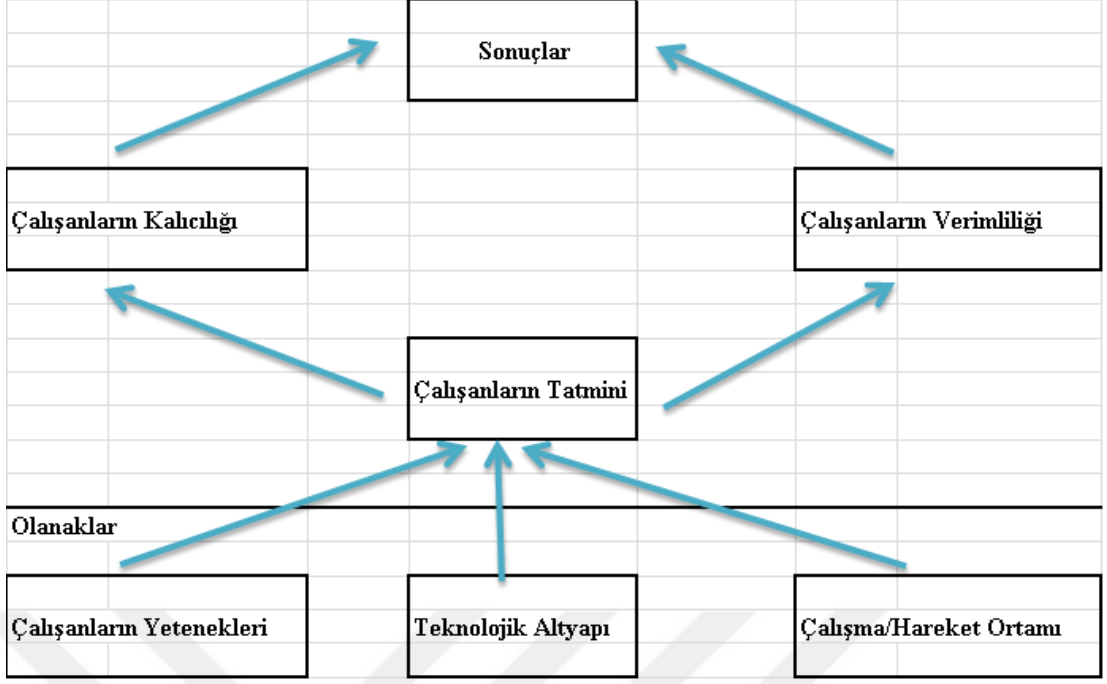 Sonuçlar
Çalışanların Kalıcılığı
Çalışanların Verimliliği
Çalışanların Tatmini
Olanaklar
Çalışanların Yetenekleri
Teknolojik Altyapı
Çalışma/Hareket Ortamı